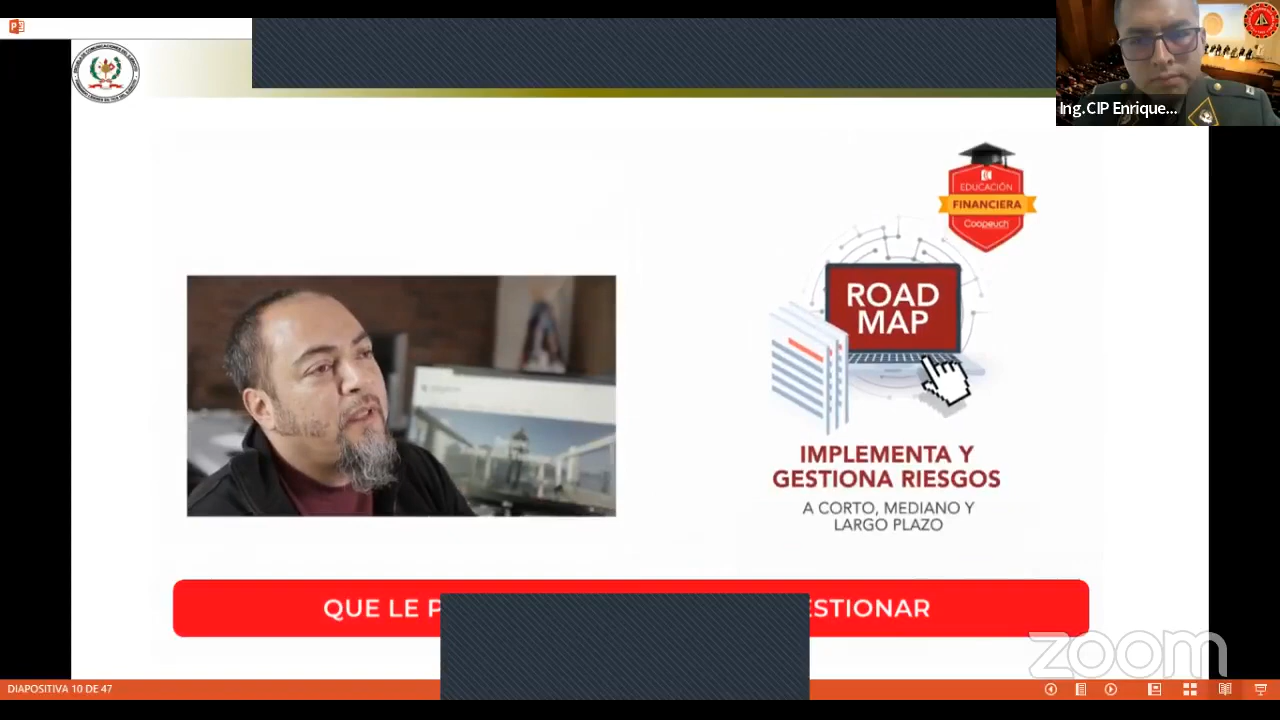 Ing.CIP Enrique...
EDUCACIÓN
FINANCIERA
Coopeuch
ROAD
MAP
IMPLEMENTA Y
GESTIONA RIESGOS
A CORTO, MEDIANO Y
LARGO PLAZO
QUE LE
zoom
DIAPOSITIVA 10 DE 47